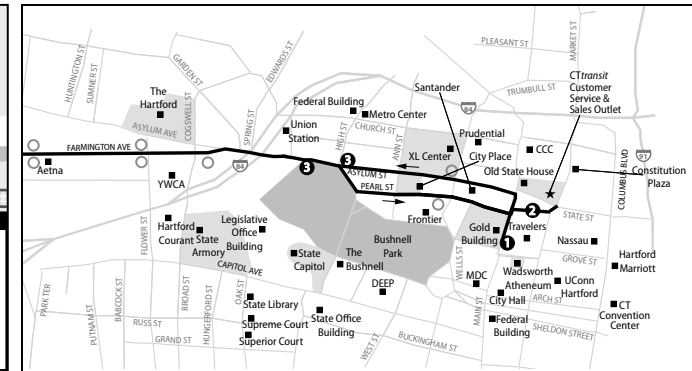 PLEASANT ST
MARKET ST
HUNTINGTON ST
SUMNER ST
GARDEN ST
EDWARDS ST
TRUMBULL ST
CTtransit
Customer
Service &
Sales Outlet
Santander
The
Hartford
COGSWELL ST
SPRING ST
Federal Building
Metro Center
84
ASYLUM AVE
Union
Station
HIGH ST
CHURCH ST
ANN ST
Prudential
CCC
COLUMBUS BLVD
91
FARMINGTON AVE
XL Center
City Place
Old State House
Constitution
Plaza
Aetna
84
3
3
ASYLUM ST
PEARL ST
YWCA
2
STATE ST
Frontier
Gold
Building
1
Travelers
Nassau
FLOWER ST
Hartford
Courant
State
Armory
Legislative
Office
Building
Bushnell
Park
WELLS ST
GROVE ST
Hartford
Marriott
CAPITOL AVE
State
Capitol
The
Bushnell
DEEP
MDC
Wadsworth
Atheneum
UConn
Hartford
PARK TER
PUTNAM ST
BABCOCK ST
BROAD ST
HUNGERFORD ST
OAK ST
State Library
MAIN ST
City Hall
ARCH ST
CT
Convention
Center
RUSS ST
Supreme Court
State Office
Building
Federal
Building
SHELDON STREET
GRAND ST
Superior Court
WEST ST
BUCKINGHAM ST